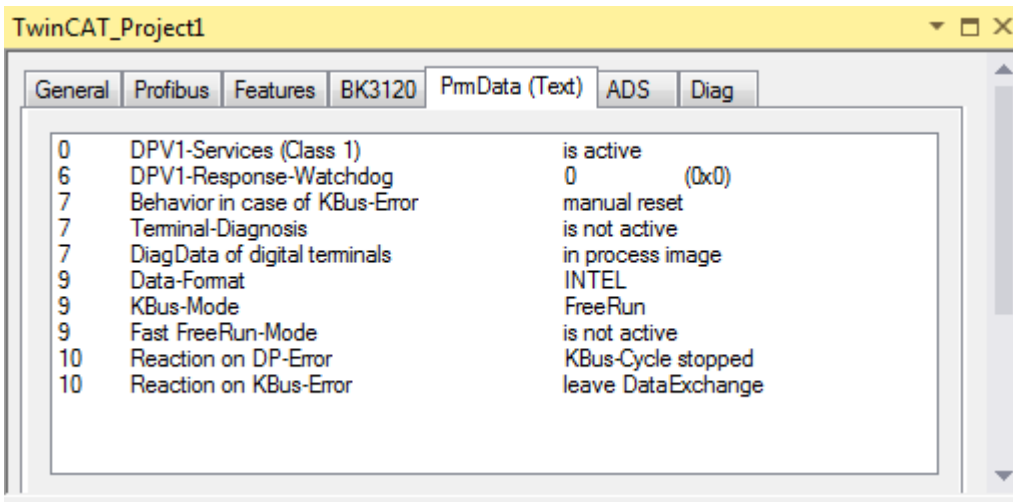 TwinCAT_Project1
General Profibus Features BK3120 PrmData (Text) ADS Diag
0 DPV1-Services (Class 1) is active
6 DPV1-Response-Watchdog 0 (0x0)
7 Behavior in case of KBus-Error manual reset
7 Terminal-Diagnosis is not active
7 DiagData of digital terminals in process image
9 Data-Format INTEL
9 KBus-Mode FreeRun
9 Fast FreeRun-Mode is not active
10 Reaction on DP-Error KBus-Cycle stopped
10 Reaction on KBus-Error leave DataExchange